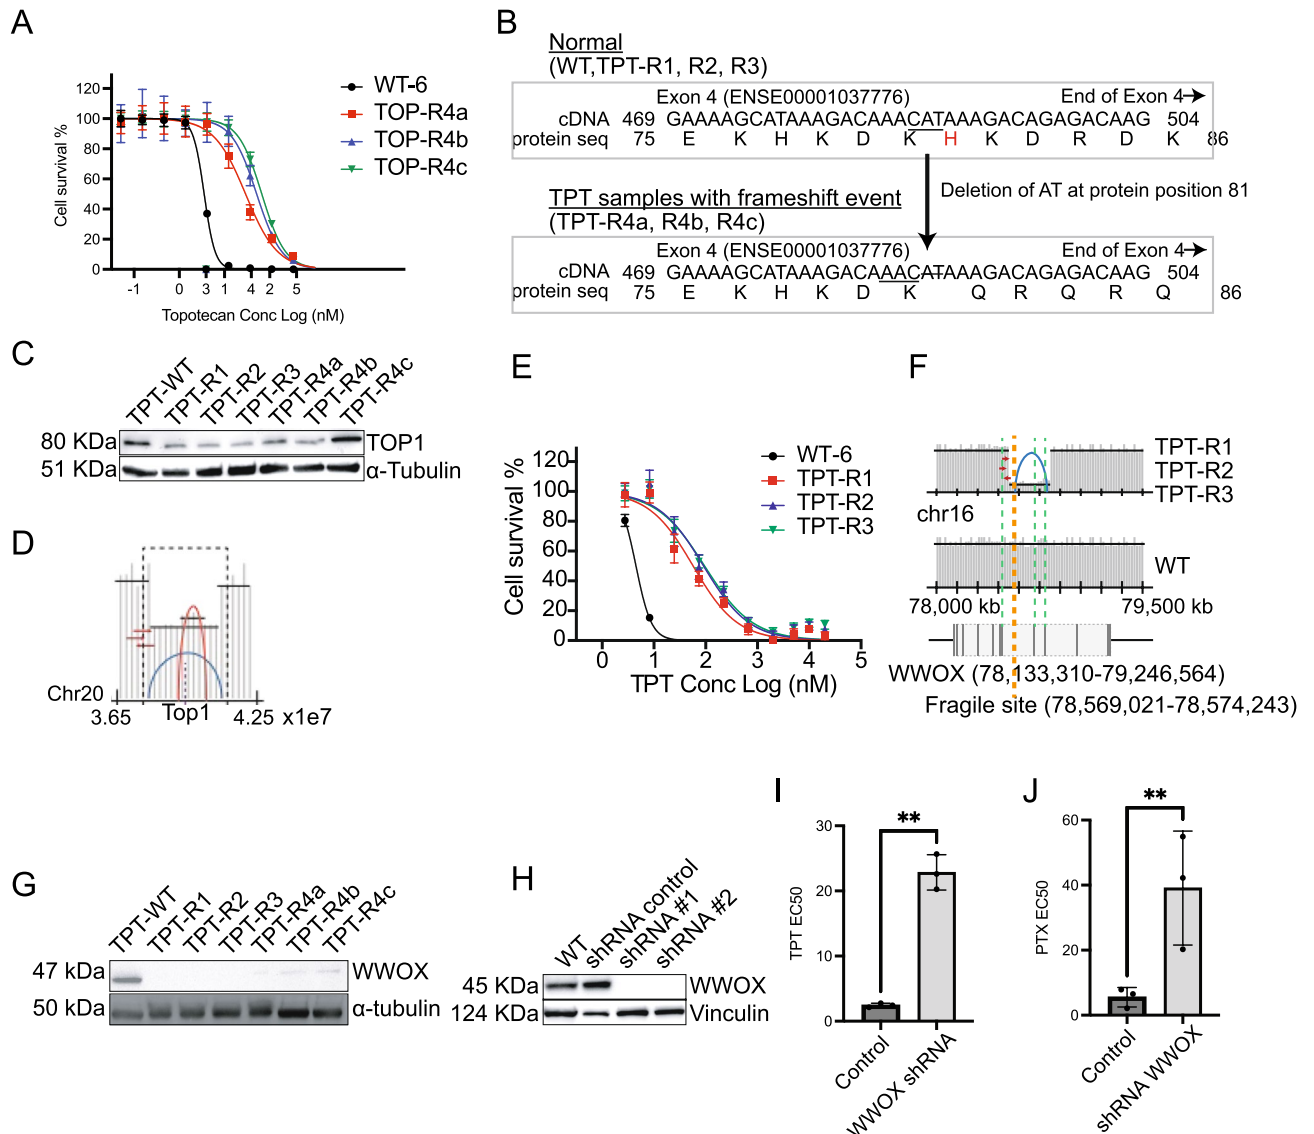 A
120
100
80
60
40
20
0
Cell survival %
-1 0 3 1 4 2 5
Topotecan Conc Log (nM)
WT-6
TOP-R4a
TOP-R4b
TOP-R4c
B
Normal
(WT,TPT-R1, R2, R3)
Exon 4 (ENSE00001037776) End of Exon 4
cDNA 469 GAAAAGCATAAAGACAAACATAAAGACAGAGACAAG 504
protein seq 75 E K H K D K H K D R D K 86
Deletion of AT at protein position 81
TPT samples with frameshift event
(TPT-R4a, R4b, R4c)
Exon 4 (ENSE00001037776) End of Exon 4
cDNA 469 GAAAAGCATAAAGACAAACATAAAGACAGAGACAAG 504
protein seq 75 E K H K D K Q R Q R Q 86
C
TPT-WT TPT-R1 TPT-R2 TPT-R3 TPT-R4a TPT-R4b TPT-R4c
80 KDa TOP1
51 KDa α-Tubulin
D
Chr20
3.65 Top1 4.25 x1e7
E
120
100
80
60
40
20
0
Cell survival %
0 1 2 3 4 5
TPT Conc Log (nM)
WT-6
TPT-R1
TPT-R2
TPT-R3
F
TPT-R1
TPT-R2
TPT-R3
chr16
WT
78,000 kb 79,500 kb
WWOX (78,133,310-79,246,564)
Fragile site (78,569,021-78,574,243)
G
TPT-WT TPT-R1 TPT-R2 TPT-R3 TPT-R4a TPT-R4b TPT-R4c
47 kDa WWOX
50 kDa α-tubulin
H
WT shRNA control shRNA #1 shRNA #2
45 KDa WWOX
124 KDa Vinculin
I
**
30
20
10
0
TPT EC50
Control WWOX shRNA
J
**
60
40
20
0
PTX EC50
Control shRNA WWOX